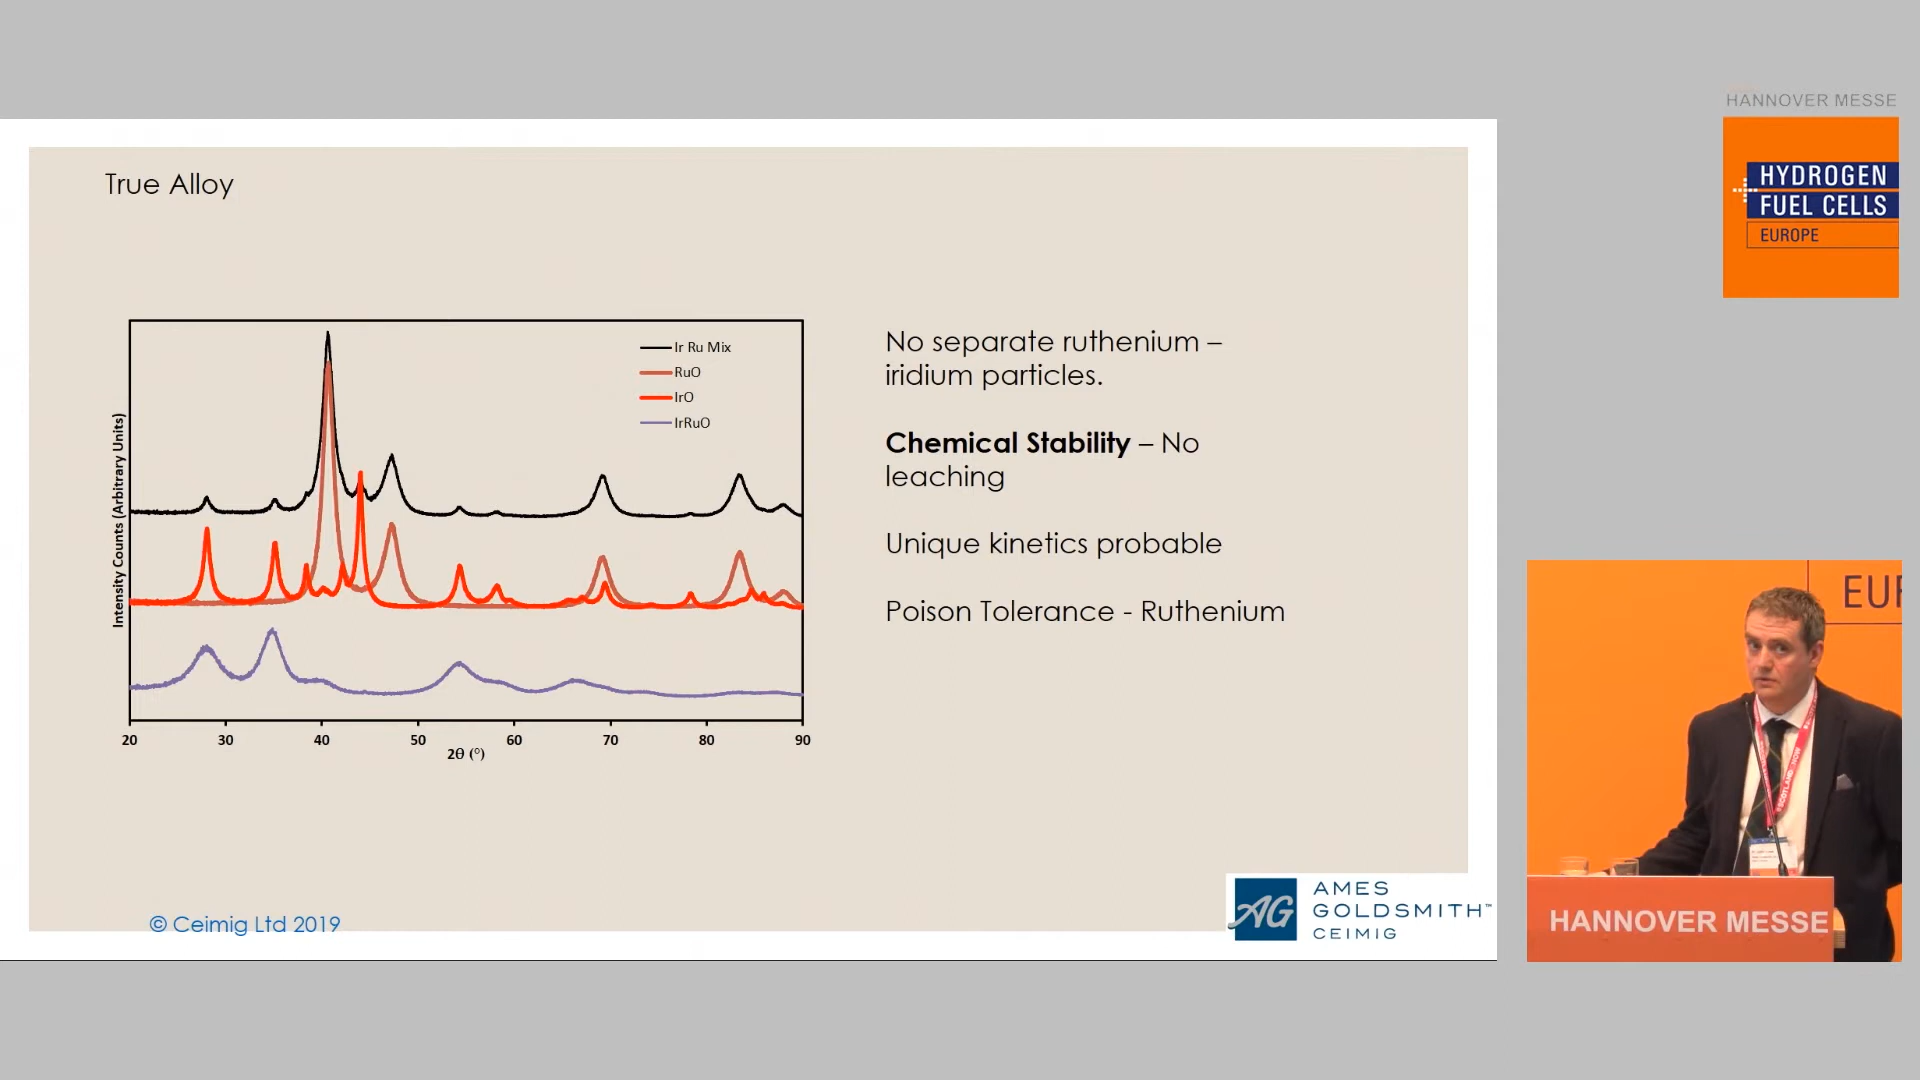 HANNOVER MESSE
HYDROGEN
FUEL CELLS
EUROPE
True Alloy
Ir Ru Mix
RuO
IrO
IrRuO
Intensity Counts (Arbitrary Units)
20 30 40 50 60 70 80 90
2θ (°)
No separate ruthenium –
iridium particles.
Chemical Stability – No
leaching
Unique kinetics probable
Poison Tolerance - Ruthenium
© Ceimig Ltd 2019
AG
AMES
GOLDSMITH™
CEIMIG
EUR
HANNOVER MESSE